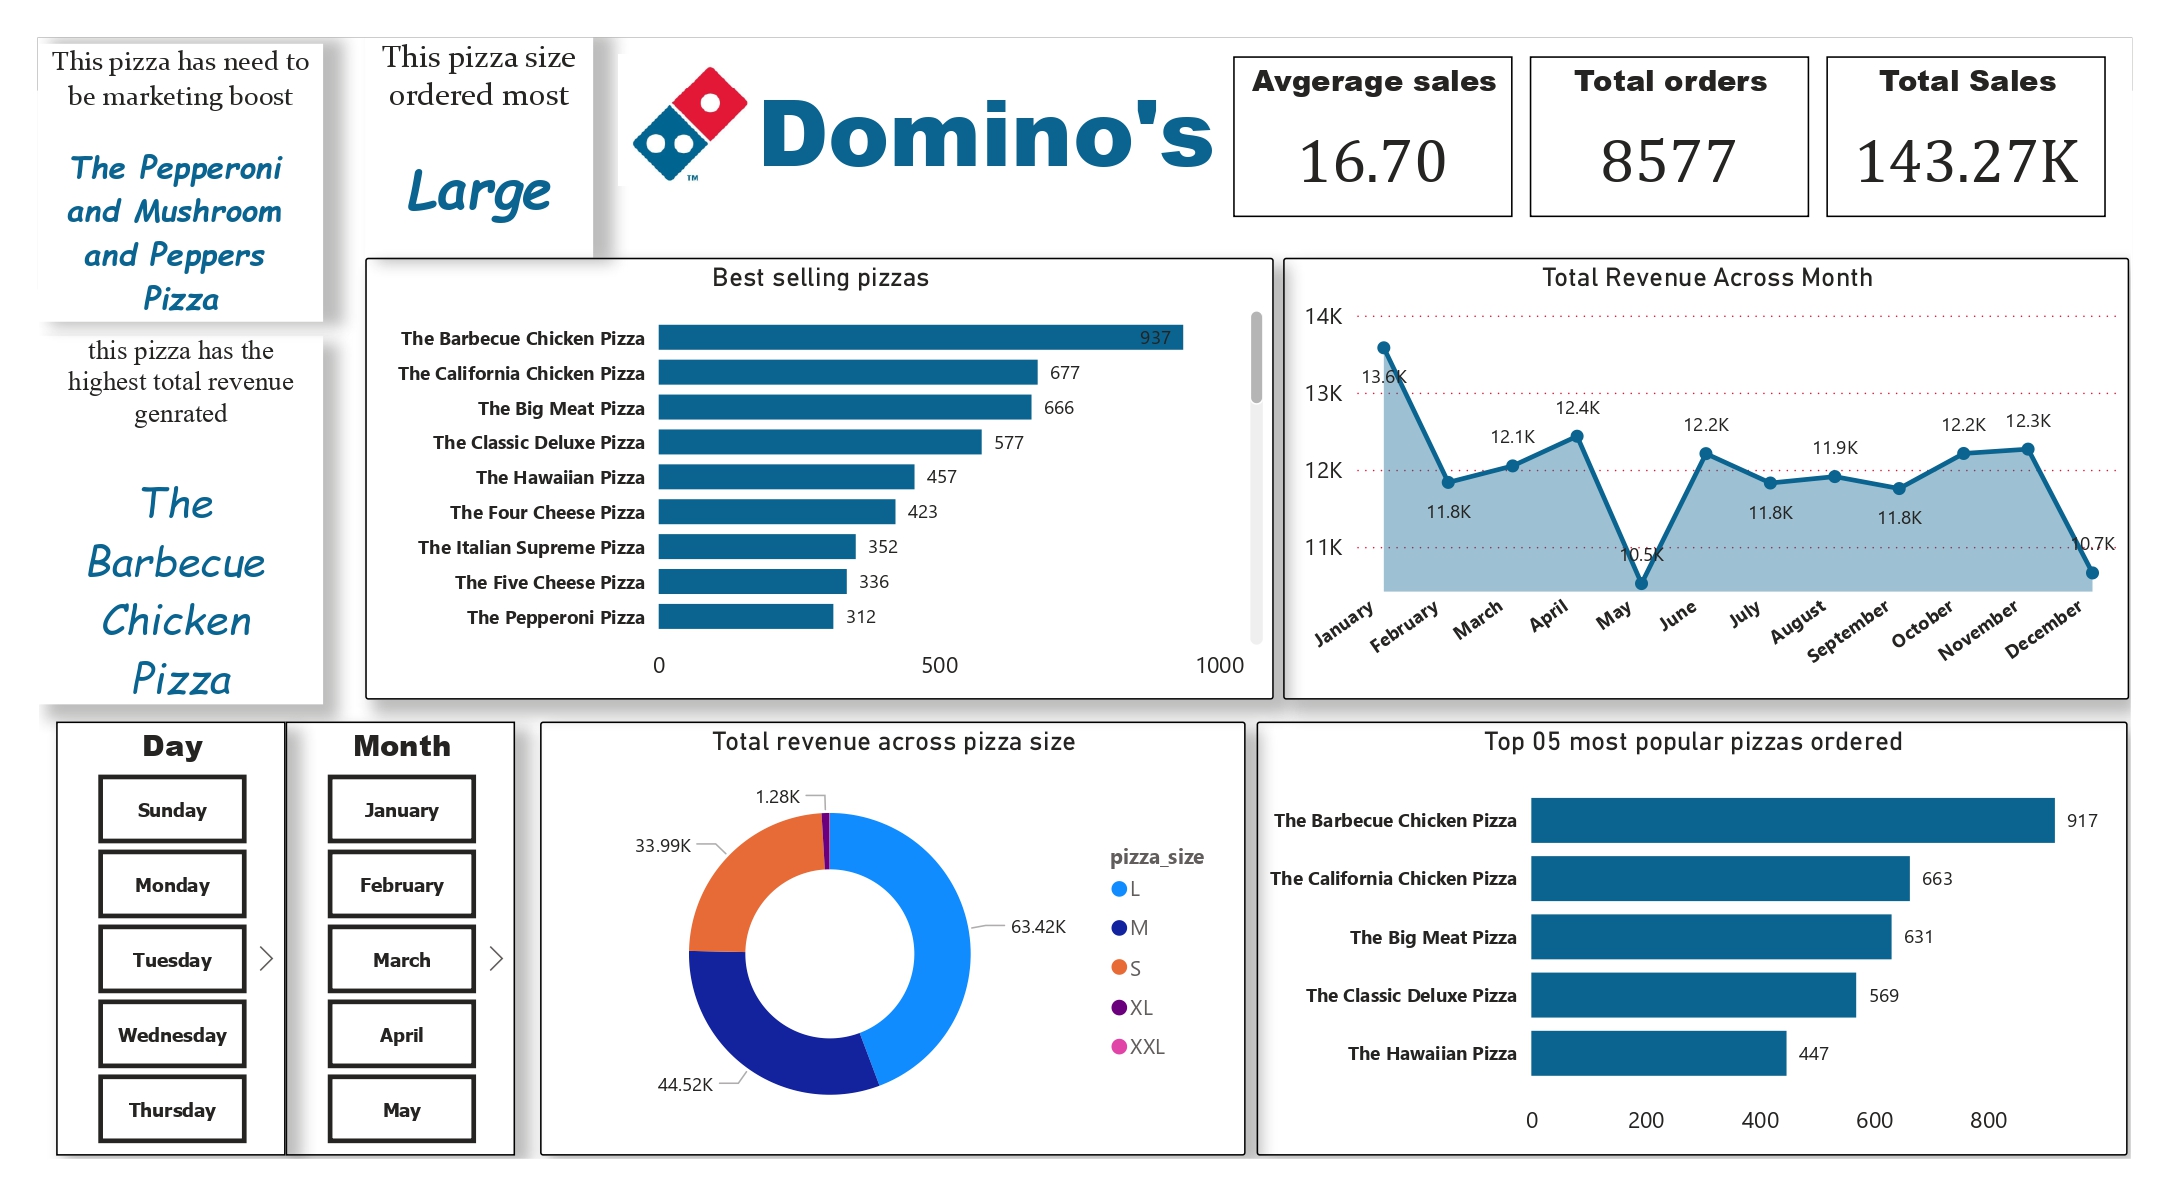 This pizza has need to
be marketing boost
The Pepperoni
and Mushroom
and Peppers
Pizza
This pizza size
ordered most
Large
Domino's
TM
Avgerage sales
16.70
Total orders
8577
Total Sales
143.27K
this pizza has the
highest total revenue
genrated
The
Barbecue
Chicken
Pizza
Best selling pizzas
The Barbecue Chicken Pizza 937
The California Chicken Pizza 677
The Big Meat Pizza 666
The Classic Deluxe Pizza 577
The Hawaiian Pizza 457
The Four Cheese Pizza 423
The Italian Supreme Pizza 352
The Five Cheese Pizza 336
The Pepperoni Pizza 312
0 500 1000
Total Revenue Across Month
14K
13K
12K
11K
13.6K
11.8K
12.1K
12.4K
10.5K
12.2K
11.8K
11.9K
11.8K
12.2K
12.3K
10.7K
January February March April May June July August September October November December
Day
Sunday
Monday
Tuesday
Wednesday
Thursday
Month
January
February
March
April
May
Total revenue across pizza size
1.28K
33.99K
63.42K
44.52K
pizza_size
L
M
S
XL
XXL
Top 05 most popular pizzas ordered
The Barbecue Chicken Pizza 917
The California Chicken Pizza 663
The Big Meat Pizza 631
The Classic Deluxe Pizza 569
The Hawaiian Pizza 447
0 200 400 600 800